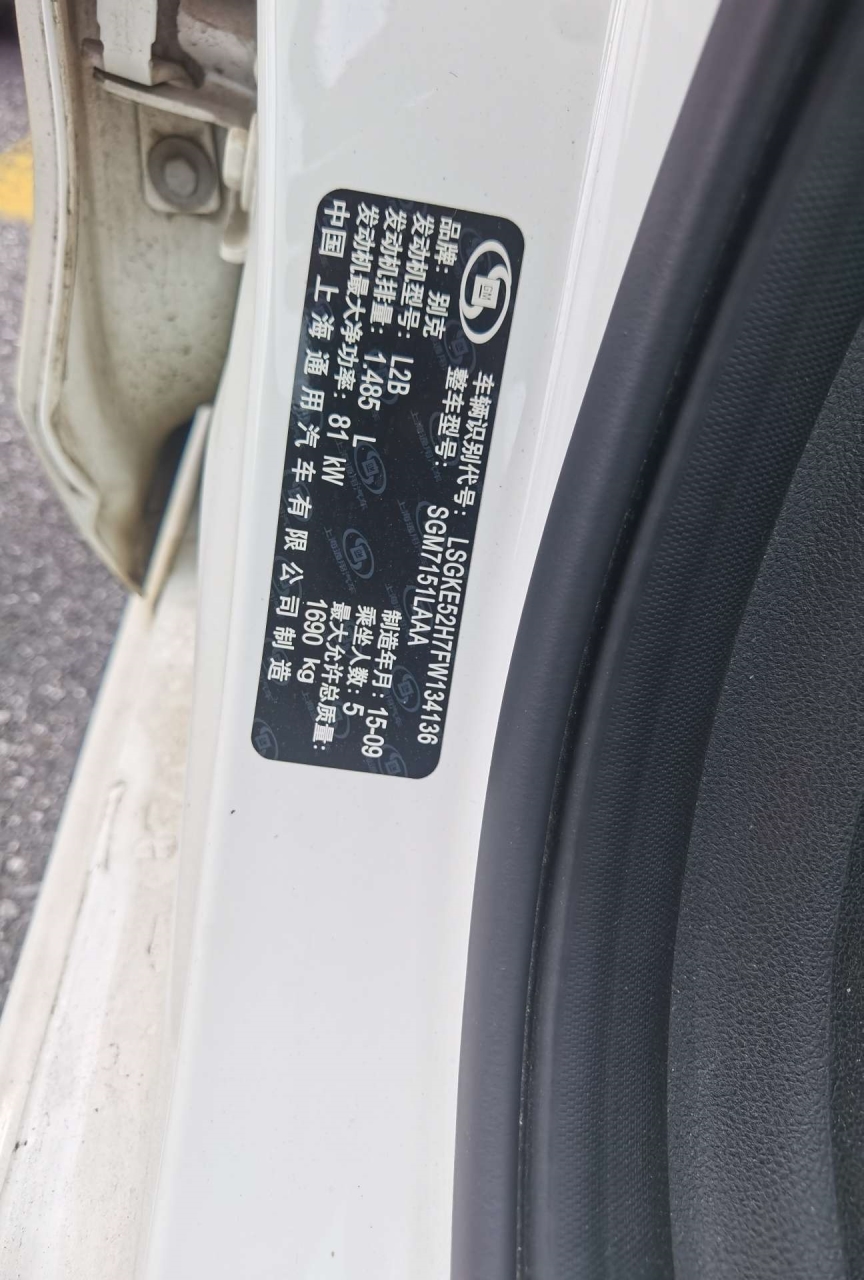 GM
车辆识别代号: LSGKE52H7FW134136
品牌: 别克 整车型号: SGM7151LAAA
发动机型号: L2B 制造年月: 15-09
发动机排量: 1.485 L 乘坐人数: 5
发动机最大净功率: 81 kW 最大允许总质量: 1690 kg
中国 上海通用汽车有限公司制造